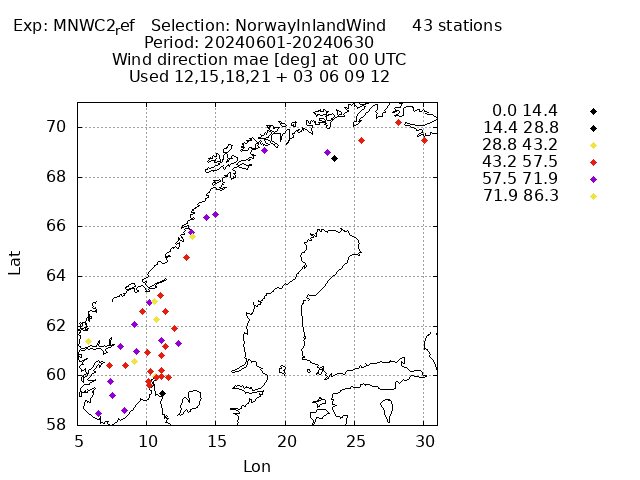 Exp: MNWC2ref   Selection: NorwayInlandWind     43 stations
Period: 20240601-20240630
Wind direction mae [deg] at  00 UTC
Used 12,15,18,21 + 03 06 09 12
0.0 14.4
14.4 28.8
28.8 43.2
43.2 57.5
57.5 71.9
71.9 86.3
70
68
66
64
62
60
58
Lat
5 10 15 20 25 30
Lon